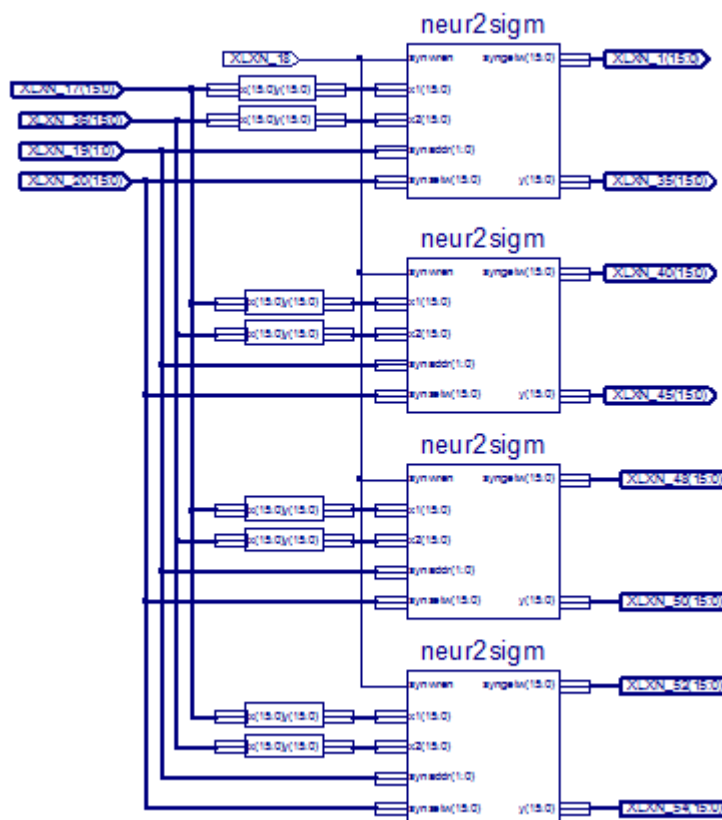 neur2sigm
XLXN_18
synwren syngetw(15:0) XLXN_1(15:0)
XLXN_17(15:0) x(15:0) y(15:0) x1(15:0)
XLXN_36(15:0) x(15:0) y(15:0) x2(15:0)
XLXN_19(1:0) synaddr(1:0)
XLXN_20(15:0) synsetw(15:0) y(15:0) XLXN_35(15:0)
neur2sigm
synwren syngetw(15:0) XLXN_40(15:0)
x(15:0) y(15:0) x1(15:0)
x(15:0) y(15:0) x2(15:0)
synaddr(1:0)
synsetw(15:0) y(15:0) XLXN_45(15:0)
neur2sigm
synwren syngetw(15:0) XLXN_48(15:0)
x(15:0) y(15:0) x1(15:0)
x(15:0) y(15:0) x2(15:0)
synaddr(1:0)
synsetw(15:0) y(15:0) XLXN_50(15:0)
neur2sigm
synwren syngetw(15:0) XLXN_52(15:0)
x(15:0) y(15:0) x1(15:0)
x(15:0) y(15:0) x2(15:0)
synaddr(1:0)
synsetw(15:0) y(15:0) XLXN_54(15:0)